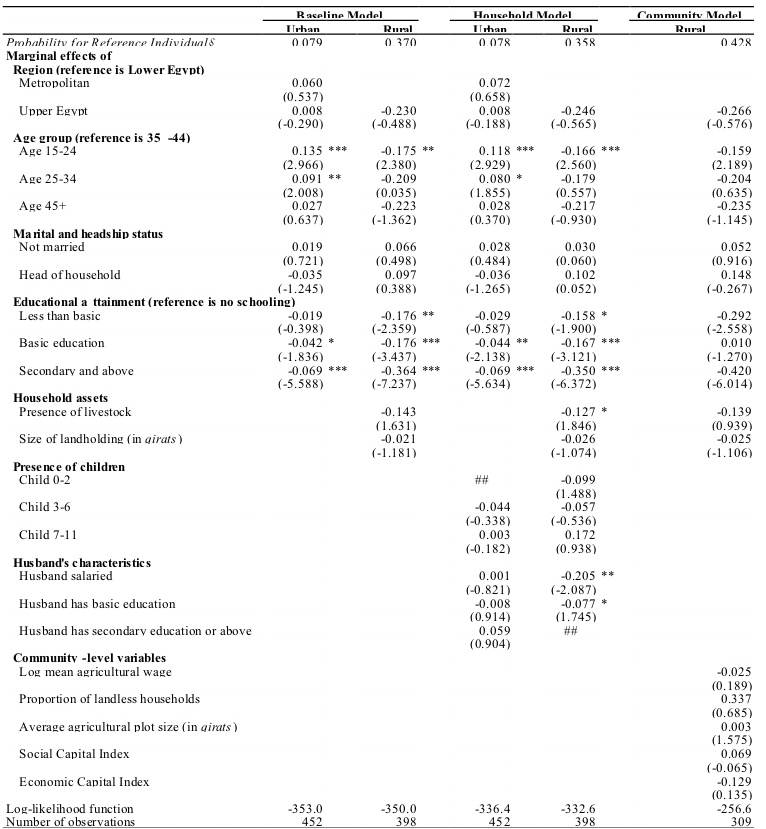 Baseline Model Household Model Community Model
Urban Rural Urban Rural Rural
Probability for Reference Individual§ 0.079 0.370 0.078 0.358 0.428
Marginal effects of
Region (reference is Lower Egypt)
Metropolitan 0.060 0.072
(0.537) (0.658)
Upper Egypt 0.008 -0.230 0.008 -0.246 -0.266
(-0.290) (-0.488) (-0.188) (-0.565) (-0.576)
Age group (reference is 35 -44)
Age 15-24 0.135 *** -0.175 ** 0.118 *** -0.166 *** -0.159
(2.966) (2.380) (2.929) (2.560) (2.189)
Age 25-34 0.091 ** -0.209 0.080 * -0.179 -0.204
(2.008) (0.035) (1.855) (0.557) (0.635)
Age 45+ 0.027 -0.223 0.028 -0.217 -0.235
(0.637) (-1.362) (0.370) (-0.930) (-1.145)
Marital and headship status
Not married 0.019 0.066 0.028 0.030 0.052
(0.721) (0.498) (0.484) (0.060) (0.916)
Head of household -0.035 0.097 -0.036 0.102 0.148
(-1.245) (0.388) (-1.265) (0.052) (-0.267)
Educational a ttainment (reference is no schooling)
Less than basic -0.019 -0.176 ** -0.029 -0.158 * -0.292
(-0.398) (-2.359) (-0.587) (-1.900) (-2.558)
Basic education -0.042 * -0.176 *** -0.044 ** -0.167 *** 0.010
(-1.836) (-3.437) (-2.138) (-3.121) (-1.270)
Secondary and above -0.069 *** -0.364 *** -0.069 *** -0.350 *** -0.420
(-5.588) (-7.237) (-5.634) (-6.372) (-6.014)
Household assets
Presence of livestock -0.143 -0.127 * -0.139
(1.631) (1.846) (0.939)
Size of landholding (in qirats) -0.021 -0.026 -0.025
(-1.181) (-1.074) (-1.106)
Presence of children
Child 0-2 ## -0.099
(1.488)
Child 3-6 -0.044 -0.057
(-0.338) (-0.536)
Child 7-11 0.003 0.172
(-0.182) (0.938)
Husband's characteristics
Husband salaried 0.001 -0.205 **
(-0.821) (-2.087)
Husband has basic education -0.008 -0.077 *
(0.914) (1.745)
Husband has secondary education or above 0.059 ##
(0.904)
Community -level variables
Log mean agricultural wage -0.025
(0.189)
Proportion of landless households 0.337
(0.685)
Average agricultural plot size (in qirats) 0.003
(1.575)
Social Capital Index 0.069
(-0.065)
Economic Capital Index -0.129
(0.135)
Log-likelihood function -353.0 -350.0 -336.4 -332.6 -256.6
Number of observations 452 398 452 398 309